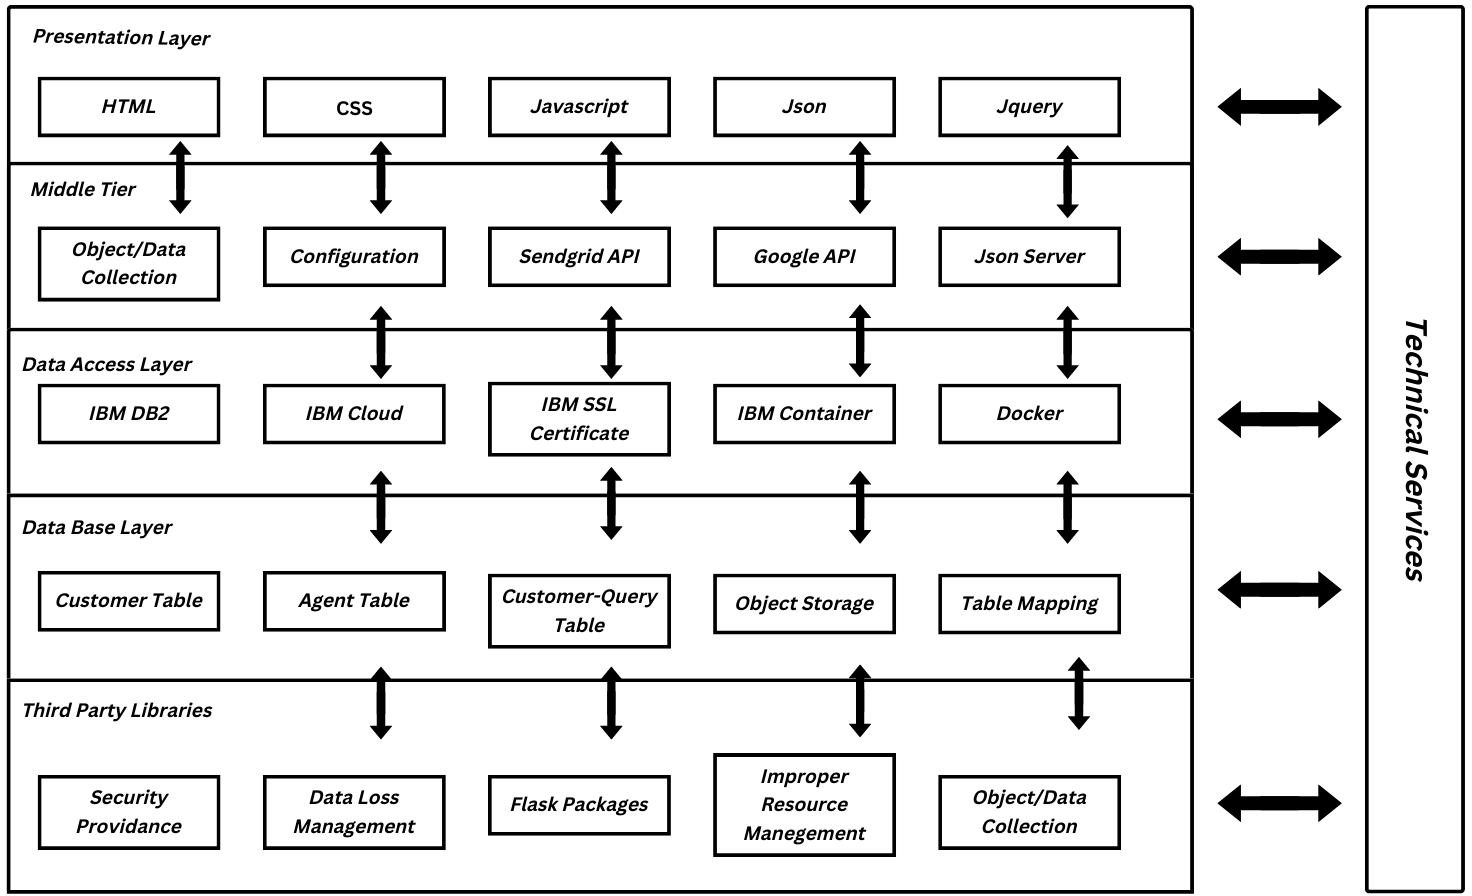 Presentation Layer
HTML
CSS
Javascript
Json
Jquery
Middle Tier
Object/Data
Collection
Configuration
Sendgrid API
Google API
Json Server
Data Access Layer
IBM DB2
IBM Cloud
IBM SSL
Certificate
IBM Container
Docker
Data Base Layer
Customer Table
Agent Table
Customer-Query
Table
Object Storage
Table Mapping
Third Party Libraries
Security
Providance
Data Loss
Management
Flask Packages
Improper
Resource
Manegement
Object/Data
Collection
Technical Services